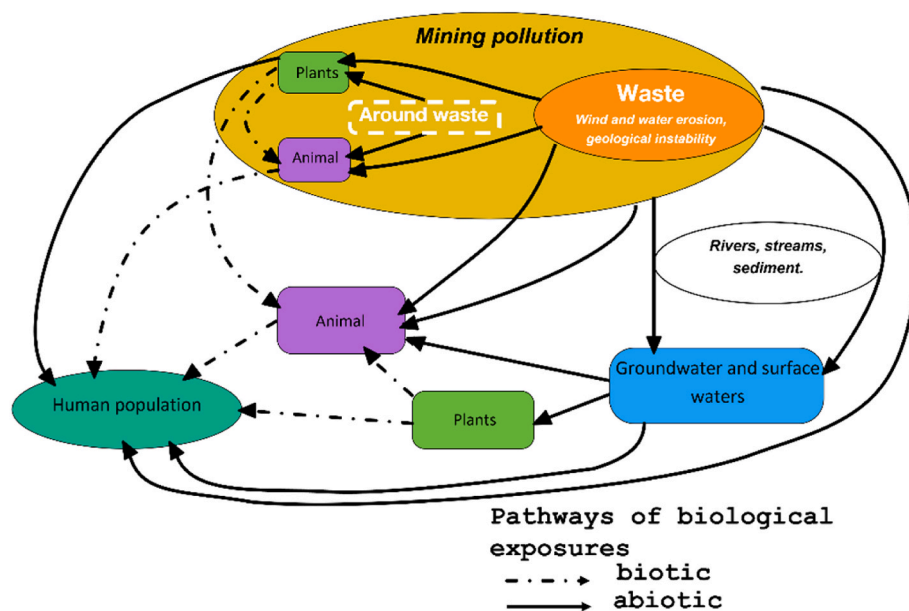 Mining pollution
Plants
Around waste
Waste
Wind and water erosion,
geological instability
Animal
Rivers, streams,
sediment.
Animal
Groundwater and surface
waters
Human population
Plants
Pathways of biological
exposures
biotic
abiotic